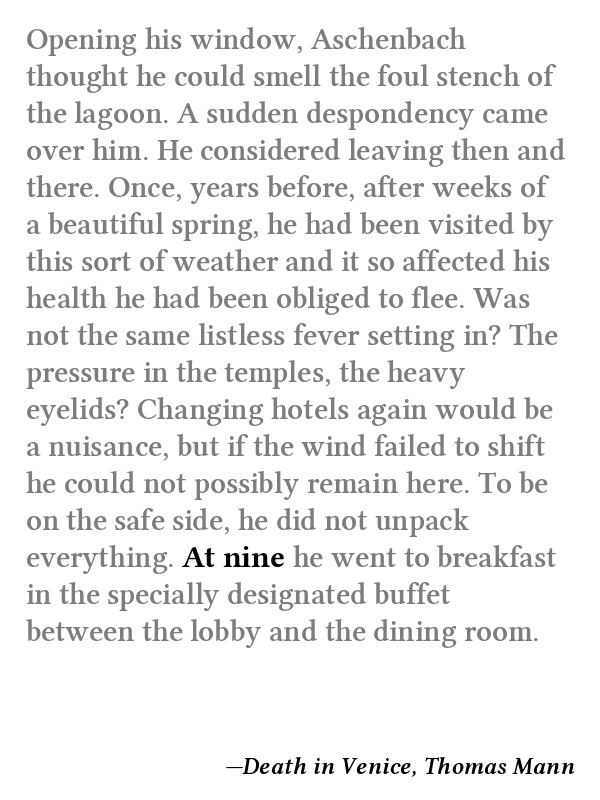 Opening his window, Aschenbach
thought he could smell the foul stench of
the lagoon. A sudden despondency came
over him. He considered leaving then and
there. Once, years before, after weeks of
a beautiful spring, he had been visited by
this sort of weather and it so affected his
health he had been obliged to flee. Was
not the same listless fever setting in? The
pressure in the temples, the heavy
eyelids? Changing hotels again would be
a nuisance, but if the wind failed to shift
he could not possibly remain here. To be
on the safe side, he did not unpack
everything. At nine he went to breakfast
in the specially designated buffet
between the lobby and the dining room.
—Death in Venice, Thomas Mann